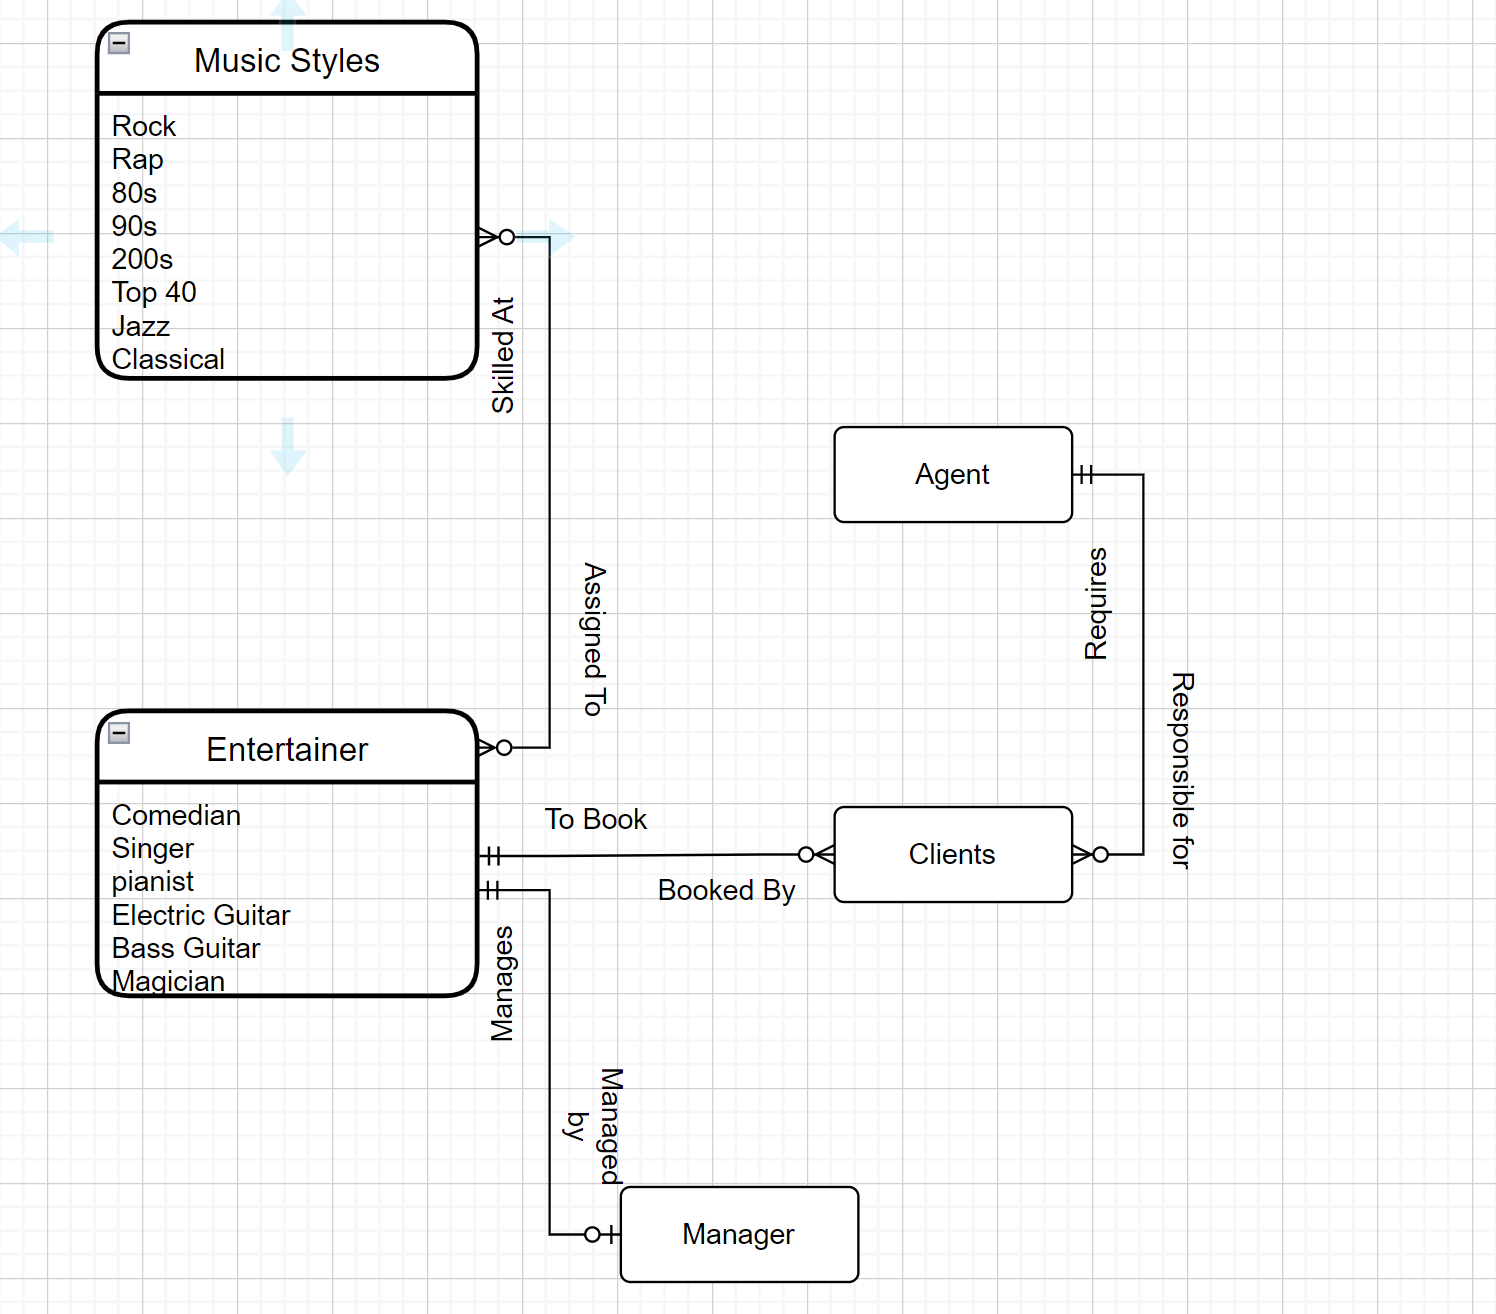 Music Styles
Rock
Rap
80s
90s
200s
Top 40
Jazz
Classical
Skilled At
Assigned To
Agent
Requires
Responsible for
Entertainer
Comedian
Singer
pianist
Electric Guitar
Bass Guitar
Magician
To Book
Booked By
Clients
Manages
Managed
by
Manager